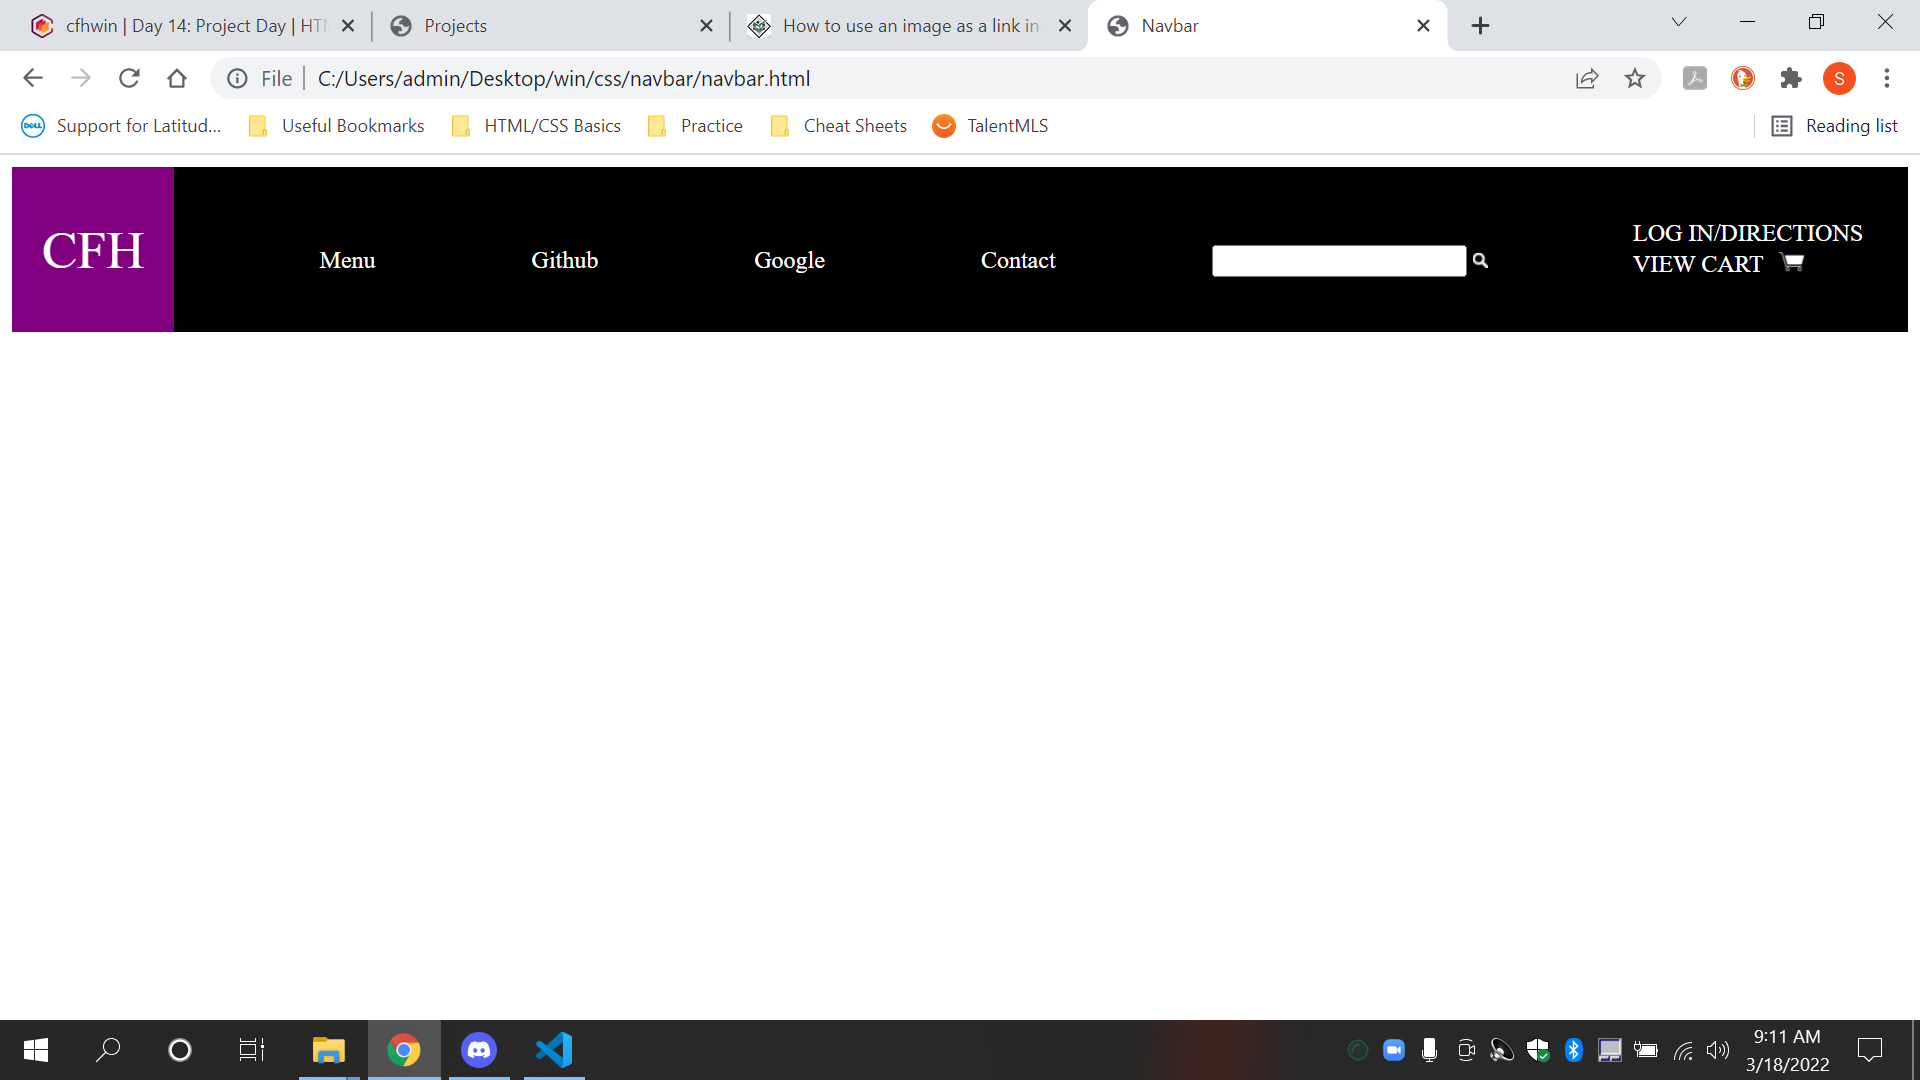 cfhwin | Day 14: Project Day | HTM
Projects
How to use an image as a link in
Navbar
File
C:/Users/admin/Desktop/win/css/navbar/navbar.html
S
DELL
Support for Latitud...
Useful Bookmarks
HTML/CSS Basics
Practice
Cheat Sheets
TalentMLS
Reading list
CFH
Menu
Github
Google
Contact
LOG IN/DIRECTIONS
VIEW CART
9:11 AM
3/18/2022